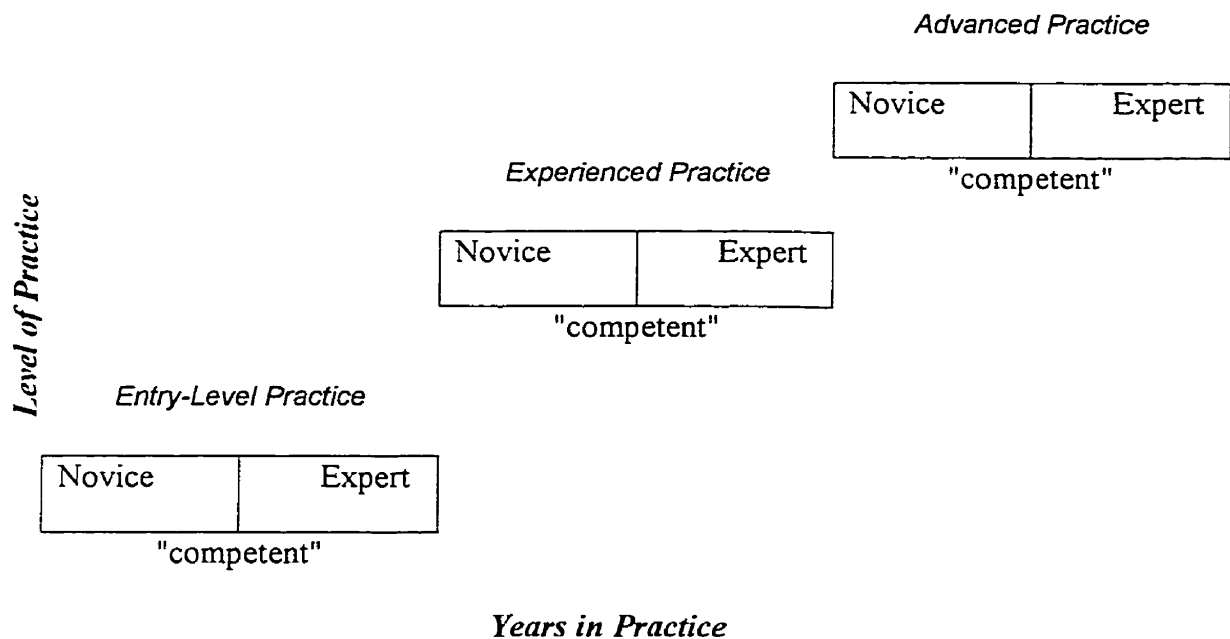 Advanced Practice
Novice Expert
"competent"
Experienced Practice
Novice Expert
"competent"
Level of Practice
Entry-Level Practice
Novice Expert
"competent"
Years in Practice